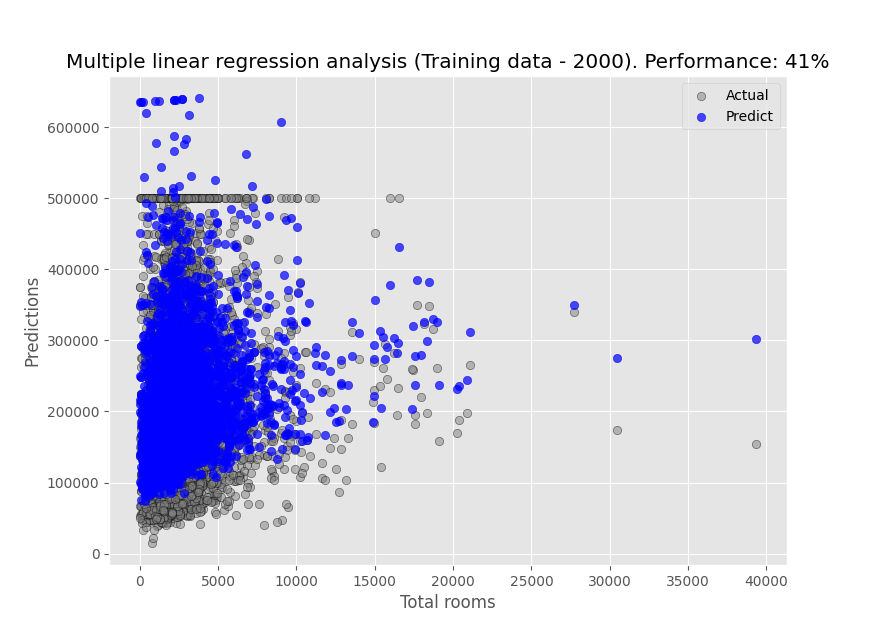 Multiple linear regression analysis (Training data - 2000). Performance: 41%
Actual
Predict
600000
500000
400000
300000
200000
100000
0
Predictions
0 5000 10000 15000 20000 25000 30000 35000 40000
Total rooms